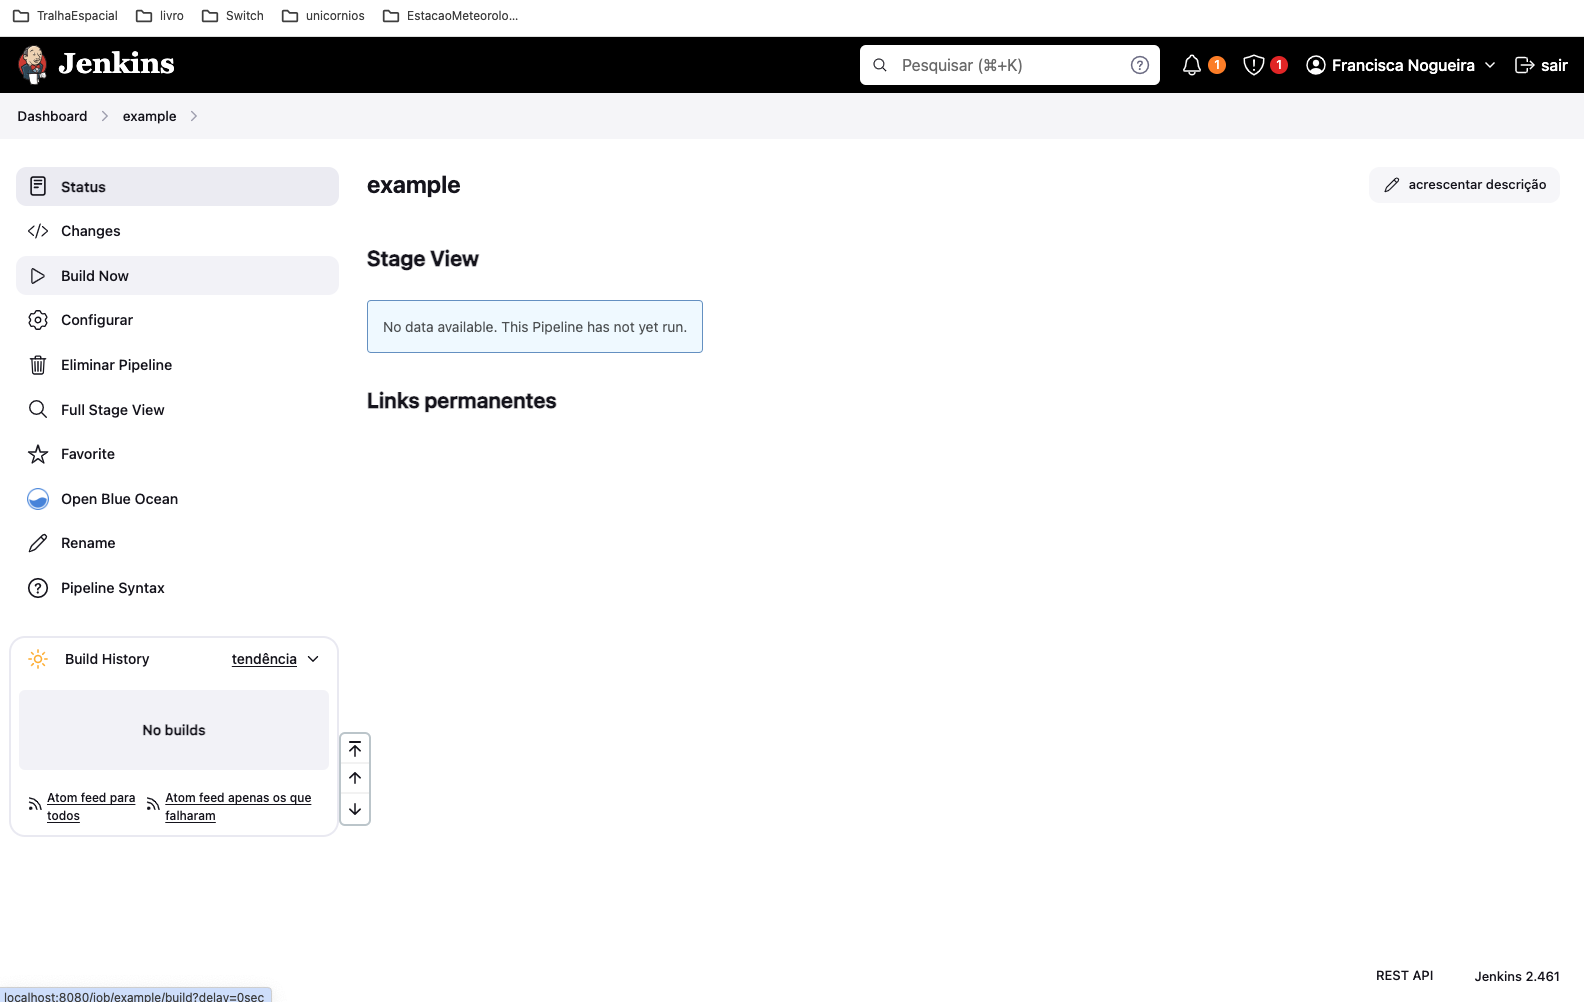 TralhaEspacial livro Switch unicornios EstacaoMeteorolo...
Jenkins Pesquisar (⌘+K) 1 1 Francisca Nogueira sair
Dashboard example
Status
Changes
Build Now
Configurar
Eliminar Pipeline
Full Stage View
Favorite
Open Blue Ocean
Rename
Pipeline Syntax
Build History tendência
No builds
Atom feed para
todos
Atom feed apenas os que
falharam
example
acrescentar descrição
Stage View
No data available. This Pipeline has not yet run.
Links permanentes
REST API Jenkins 2.461
localhost:8080/job/example/build?delay=0sec